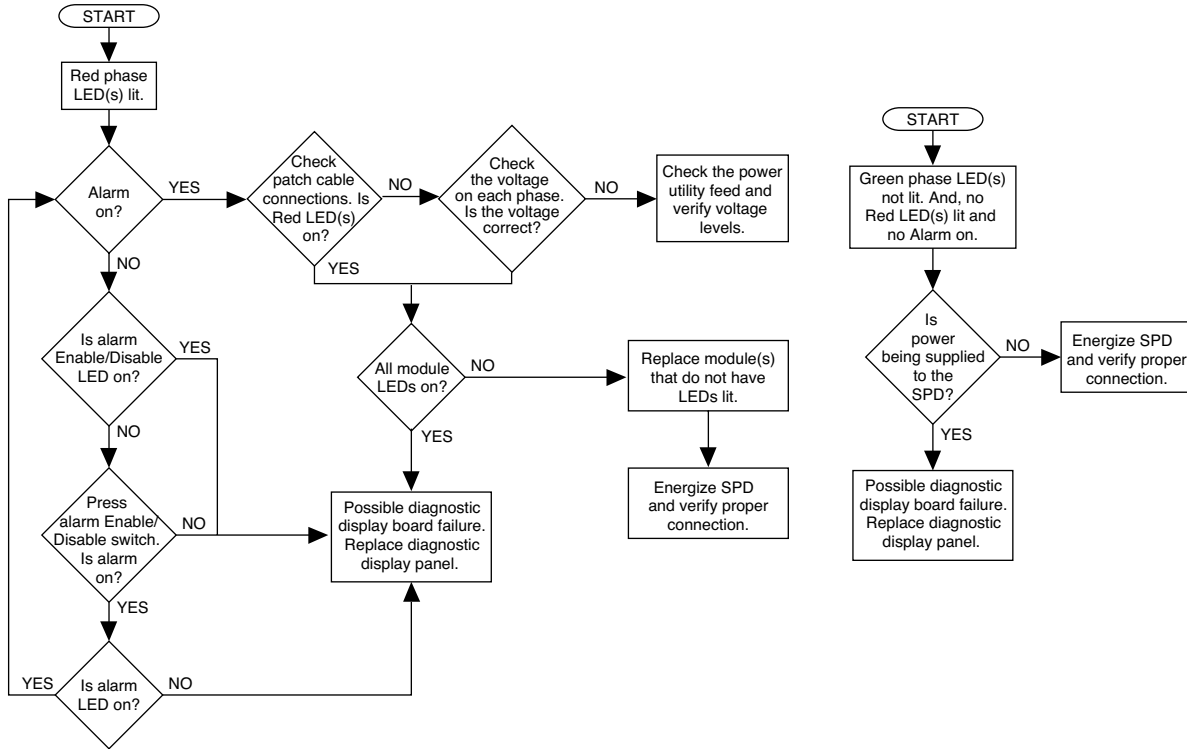 START
Red phase
LED(s) lit.
Alarm
on?
YES
NO
Check
patch cable
connections. Is
Red LED(s)
on?
NO
YES
Check
the voltage
on each phase.
Is the voltage
correct?
NO
Check the power
utility feed and
verify voltage
levels.
Is alarm
Enable/Disable
LED on?
YES
NO
All module
LEDs on?
NO
YES
Replace module(s)
that do not have
LEDs lit.
Energize SPD
and verify proper
connection.
Press
alarm Enable/
Disable switch.
Is alarm
on?
NO
YES
Possible diagnostic
display board failure.
Replace diagnostic
display panel.
Is alarm
LED on?
YES
NO
START
Green phase LED(s)
not lit. And, no
Red LED(s) lit and
no Alarm on.
Is
power
being supplied
to the
SPD?
NO
YES
Energize SPD
and verify proper
connection.
Possible diagnostic
display board failure.
Replace diagnostic
display panel.